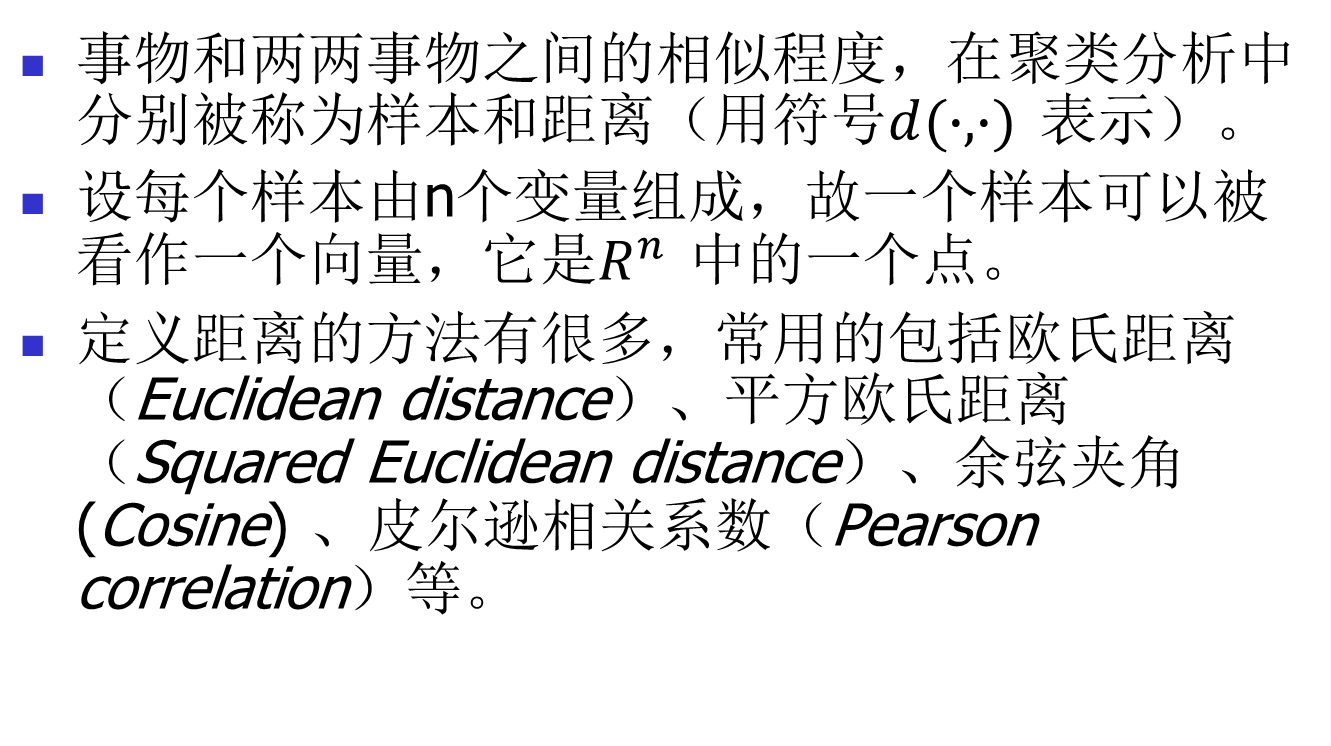 ▪ 事物和两两事物之间的相似程度，在聚类分析中
分别被称为样本和距离（用符号𝑑(·,·) 表示）。
▪ 设每个样本由n个变量组成，故一个样本可以被
看作一个向量，它是𝑅ⁿ 中的一个点。
▪ 定义距离的方法有很多，常用的包括欧氏距离
（Euclidean distance）、平方欧氏距离
（Squared Euclidean distance）、余弦夹角
(Cosine) 、皮尔逊相关系数（Pearson
correlation）等。